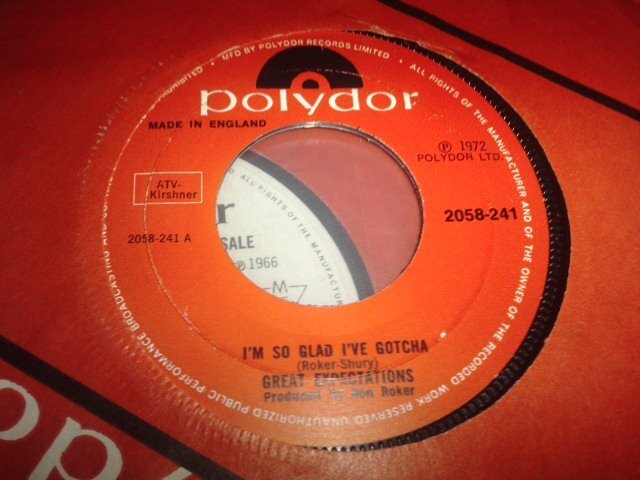 MFD BY POLYDOR RECORDS LIMITED • ALL RIGHTS OF THE MANUFACTURER AND OF THE OWNER OF THE RECORDED WORK RESERVED UNAUTHORIZED PUBLIC PERFORMANCE BROADCASTING AND PROHIBITED •
polydor
MADE IN ENGLAND
℗ 1972
POLYDOR LTD.
ATV-
Kirshner
2058-241
2058-241 A
ALL RIGHTS OF THE MANUFACTURER
r
SALE
℗ 1966
M
I'M SO GLAD I'VE GOTCHA
(Roker-Shury)
GREAT EXPECTATIONS
Produced by Ron Roker